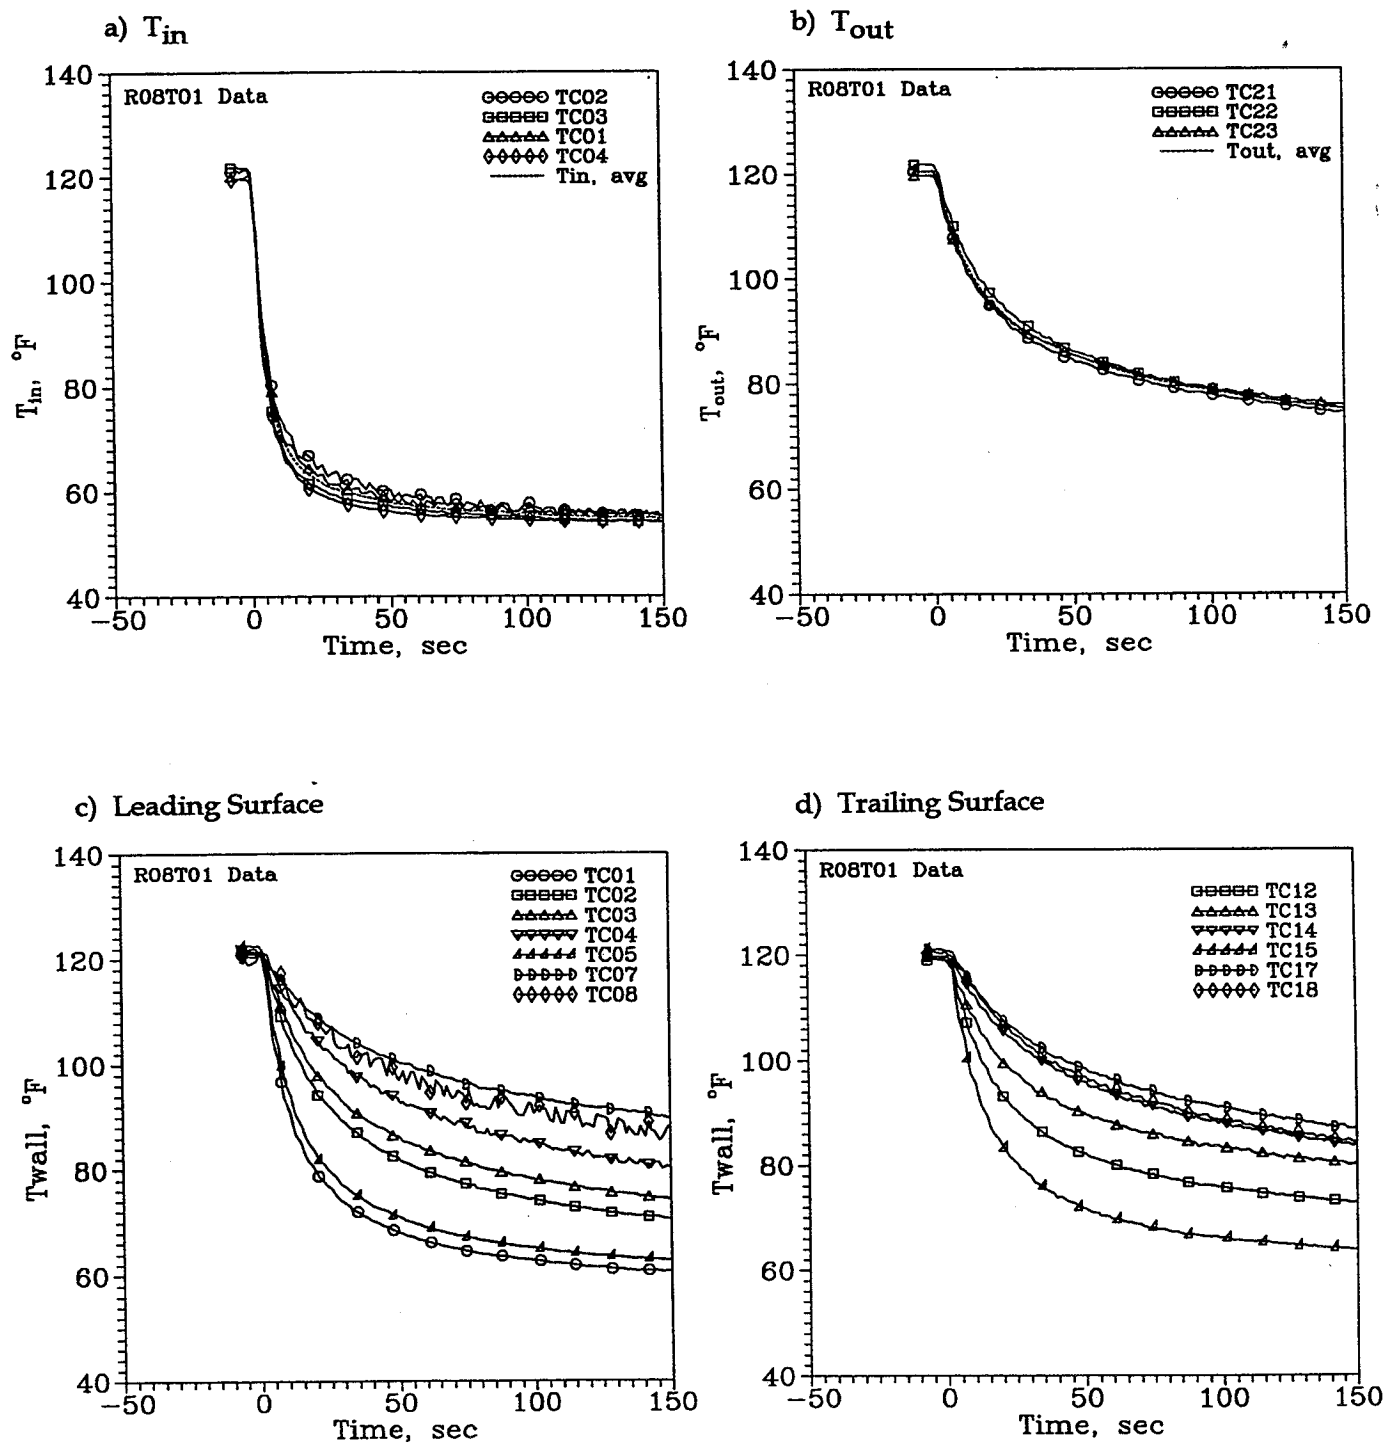 a) Tin
140
120
100
80
60
40
−50
0
50
100
150
Tin, °F
Time, sec
R08T01 Data
TC02
TC03
TC01
TC04
Tin, avg
b) Tout
140
120
100
80
60
40
−50
0
50
100
150
Tout, °F
Time, sec
R08T01 Data
TC21
TC22
TC23
Tout, avg
c) Leading Surface
140
120
100
80
60
40
−50
0
50
100
150
Twall, °F
Time, sec
R08T01 Data
TC01
TC02
TC03
TC04
TC05
TC07
TC08
d) Trailing Surface
140
120
100
80
60
40
−50
0
50
100
150
Twall, °F
Time, sec
R08T01 Data
TC12
TC13
TC14
TC15
TC17
TC18